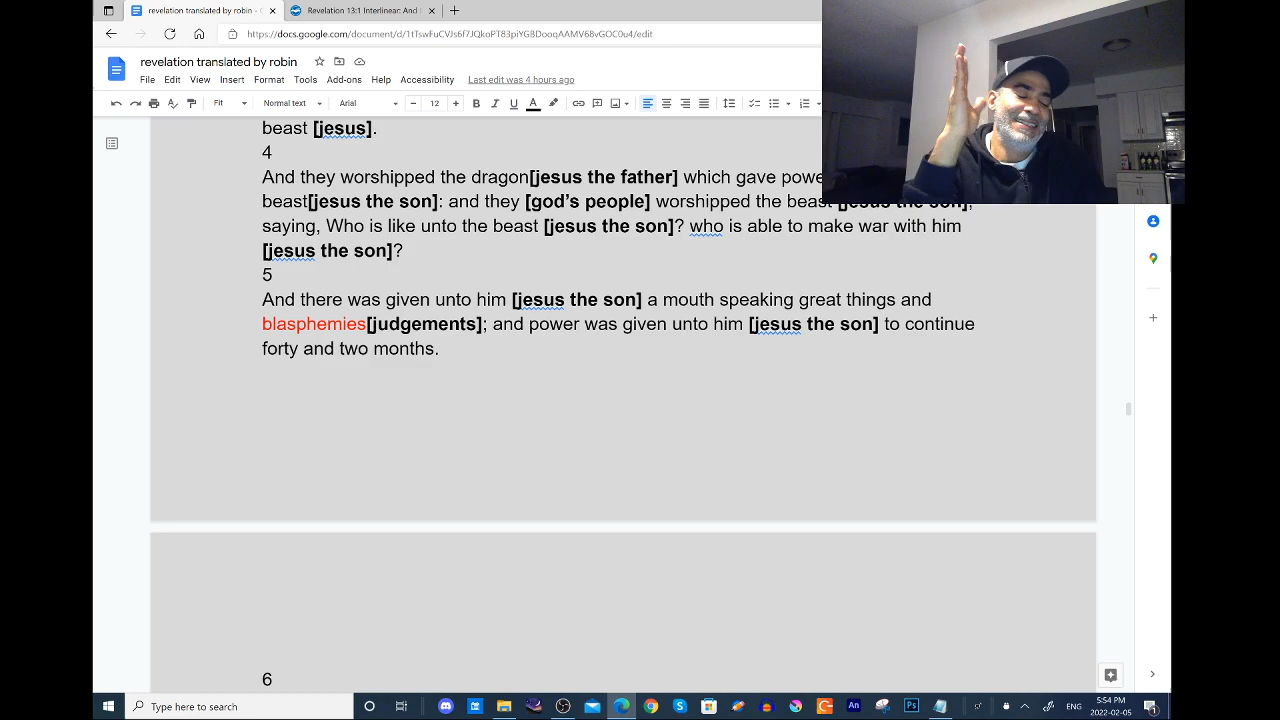 revelation translated by robin - G
Revelation 13:1 Interlinear: And
https://docs.google.com/document/d/1tTswFuCVJs6f7JQkoPT83piYGBDooqAAMV68vGOC0u4/edit
revelation translated by robin
File Edit View Insert Format Tools Add-ons Help Accessibility Last edit was 4 hours ago
Fit Normal text Arial 12 B I U A
beast [jesus].
4
And they worshipped the dragon[jesus the father] which gave powe
beast[jesus the son]: and they [god's people] worshipped the beast [jesus the son],
saying, Who is like unto the beast [jesus the son]? who is able to make war with him
[jesus the son]?
5
And there was given unto him [jesus the son] a mouth speaking great things and
blasphemies[judgements]; and power was given unto him [jesus the son] to continue
forty and two months.
6
Type here to search
ENG
5:54 PM
2022-02-05